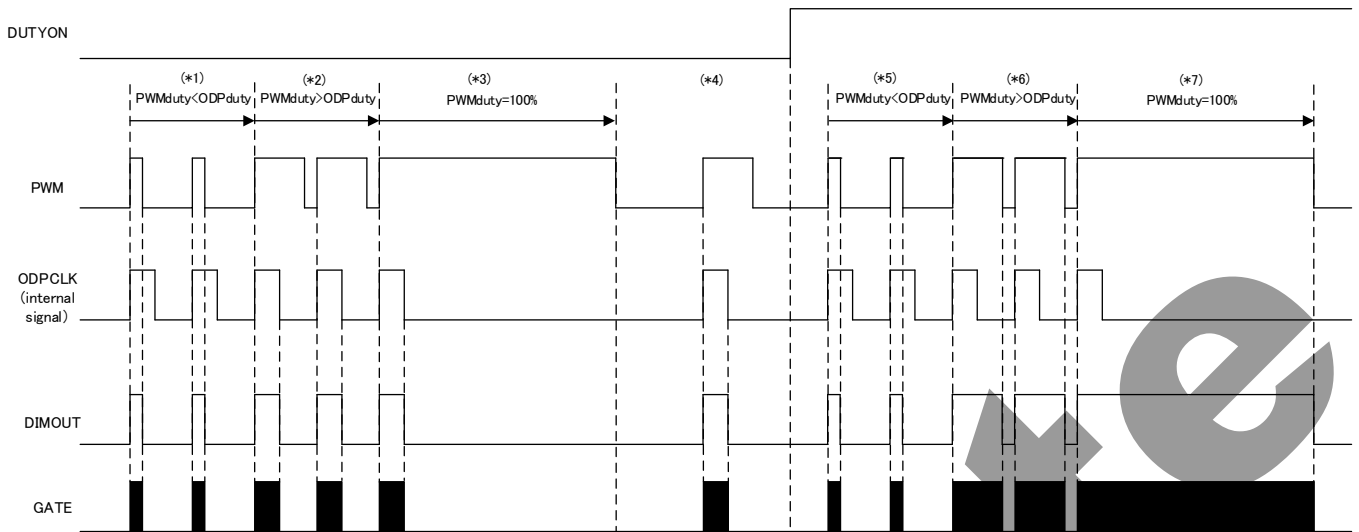 DUTYON
(*1)
PWMduty<ODPduty
(*2)
PWMduty>ODPduty
(*3)
PWMduty=100%
(*4)
(*5)
PWMduty<ODPduty
(*6)
PWMduty>ODPduty
(*7)
PWMduty=100%
PWM
ODPCLK
(internal
signal)
DIMOUT
GATE